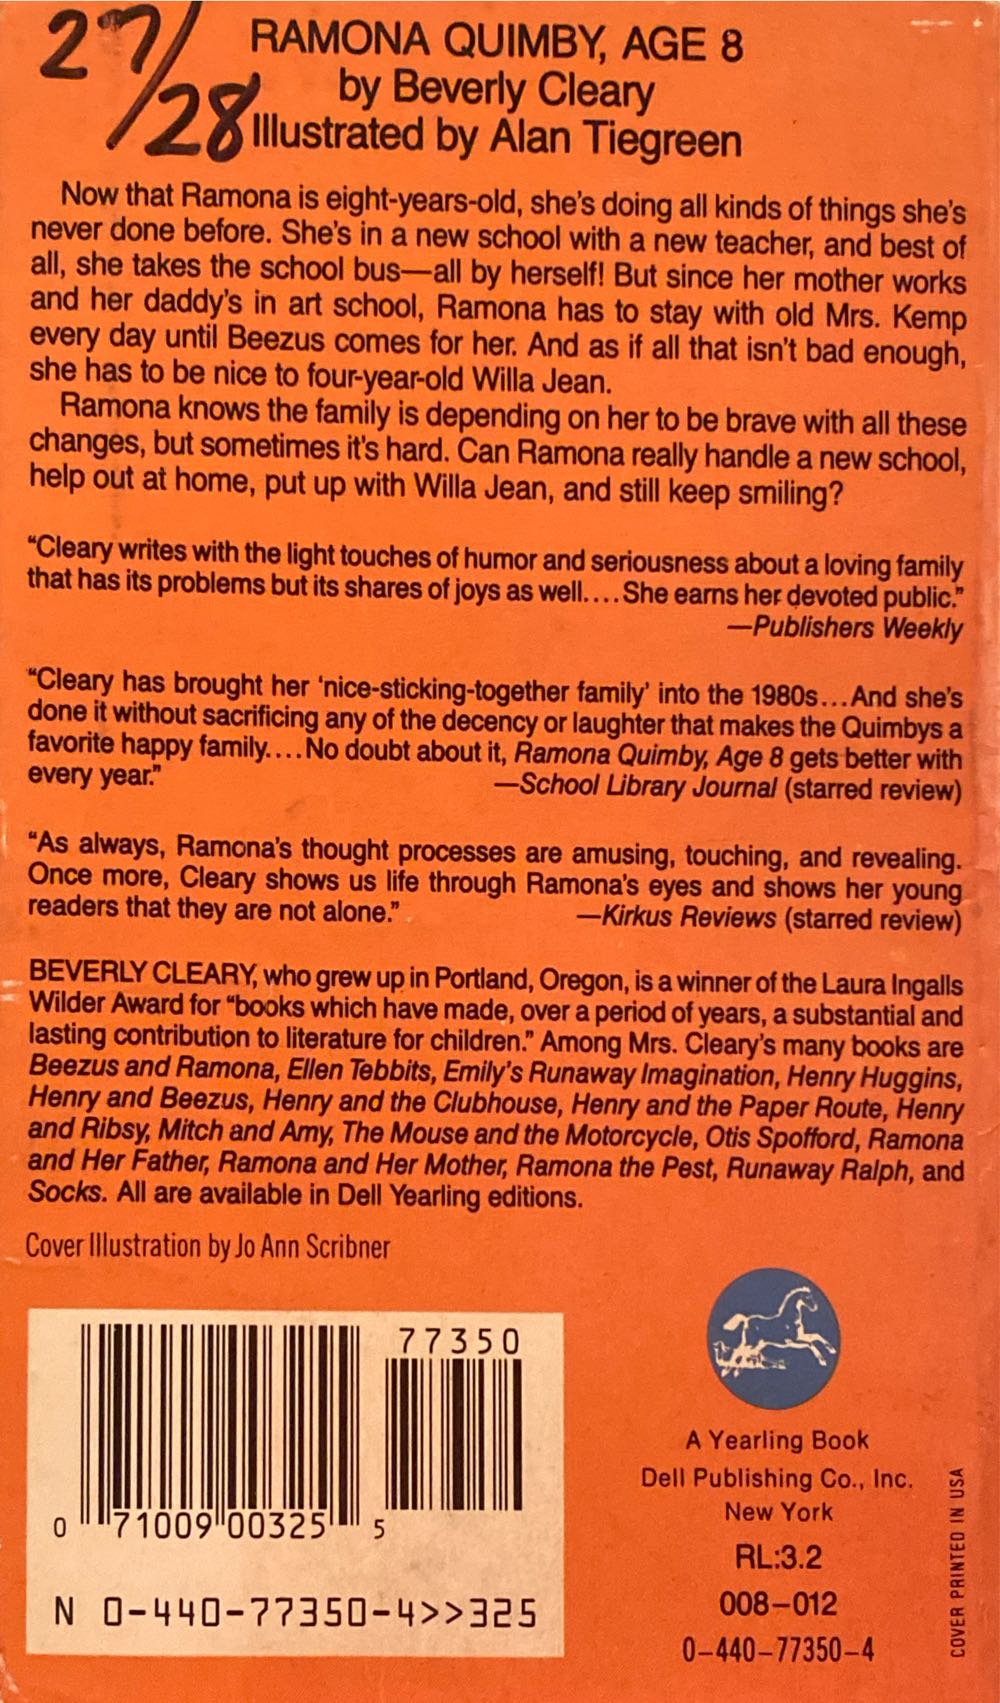 27/28
RAMONA QUIMBY, AGE 8
by Beverly Cleary
Illustrated by Alan Tiegreen
Now that Ramona is eight-years-old, she's doing all kinds of things she's
never done before. She's in a new school with a new teacher, and best of
all, she takes the school bus—all by herself! But since her mother works
and her daddy's in art school, Ramona has to stay with old Mrs. Kemp
every day until Beezus comes for her. And as if all that isn't bad enough,
she has to be nice to four-year-old Willa Jean.
Ramona knows the family is depending on her to be brave with all these
changes, but sometimes it's hard. Can Ramona really handle a new school,
help out at home, put up with Willa Jean, and still keep smiling?
“Cleary writes with the light touches of humor and seriousness about a loving family
that has its problems but its shares of joys as well....She earns her devoted public.”
—Publishers Weekly
“Cleary has brought her ‘nice-sticking-together family’ into the 1980s...And she's
done it without sacrificing any of the decency or laughter that makes the Quimbys a
favorite happy family....No doubt about it, Ramona Quimby, Age 8 gets better with
every year.” —School Library Journal (starred review)
“As always, Ramona's thought processes are amusing, touching, and revealing.
Once more, Cleary shows us life through Ramona's eyes and shows her young
readers that they are not alone.” —Kirkus Reviews (starred review)
BEVERLY CLEARY, who grew up in Portland, Oregon, is a winner of the Laura Ingalls
Wilder Award for “books which have made, over a period of years, a substantial and
lasting contribution to literature for children.” Among Mrs. Cleary's many books are
Beezus and Ramona, Ellen Tebbits, Emily's Runaway Imagination, Henry Huggins,
Henry and Beezus, Henry and the Clubhouse, Henry and the Paper Route, Henry
and Ribsy, Mitch and Amy, The Mouse and the Motorcycle, Otis Spofford, Ramona
and Her Father, Ramona and Her Mother, Ramona the Pest, Runaway Ralph, and
Socks. All are available in Dell Yearling editions.
Cover Illustration by Jo Ann Scribner
77350
0 71009 00325 5
N 0-440-77350-4>>325
A Yearling Book
Dell Publishing Co., Inc.
New York
RL:3.2
008–012
0-440-77350-4
COVER PRINTED IN USA